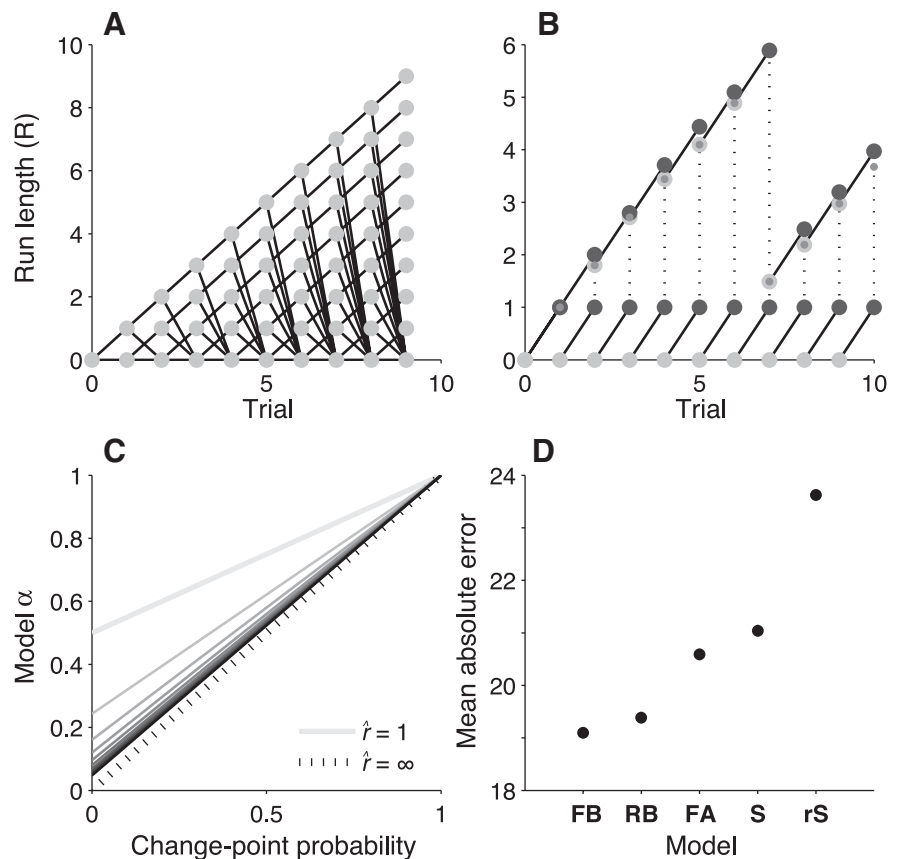 A
Run length (R)
10
8
6
4
2
0
0
5
10
Trial
B
6
5
4
3
2
1
0
0
5
10
Trial
C
Model α
1
0.8
0.6
0.4
0.2
0
0
0.5
1
Change-point probability
r̂ = 1
r̂ = ∞
D
Mean absolute error
24
22
20
18
FB RB FA S rS
Model